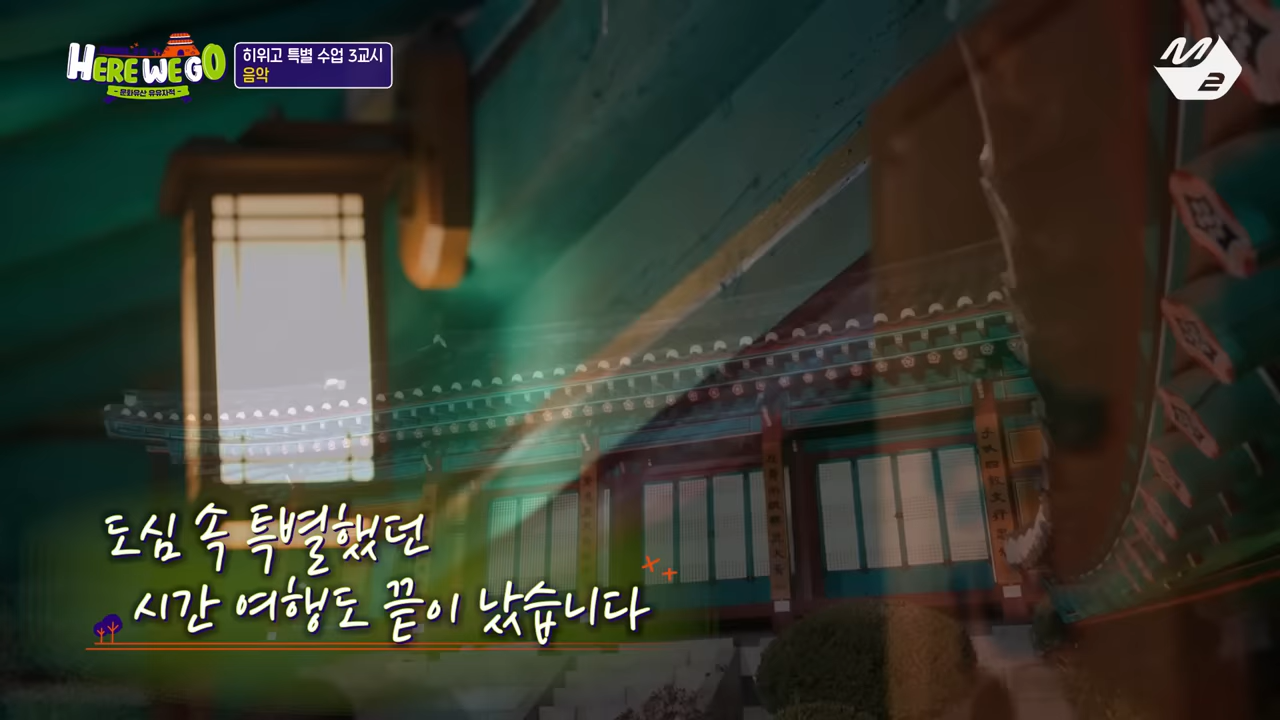 HERE WE GO
- 문화유산 유유자적 -
히위고 특별 수업 3교시
음악
M2
도심 속 특별했던
시간 여행도 끝이 났습니다